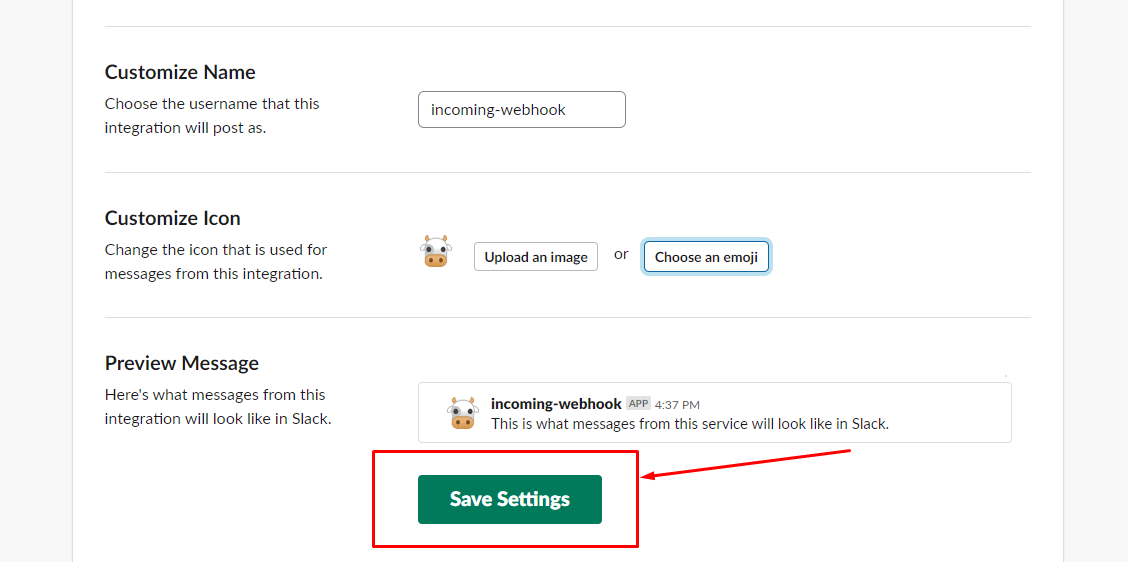 Customize Name
Choose the username that this
integration will post as.
incoming-webhook
Customize Icon
Change the icon that is used for
messages from this integration.
Upload an image or Choose an emoji
Preview Message
Here's what messages from this
integration will look like in Slack.
incoming-webhook APP 4:37 PM
This is what messages from this service will look like in Slack.
Save Settings